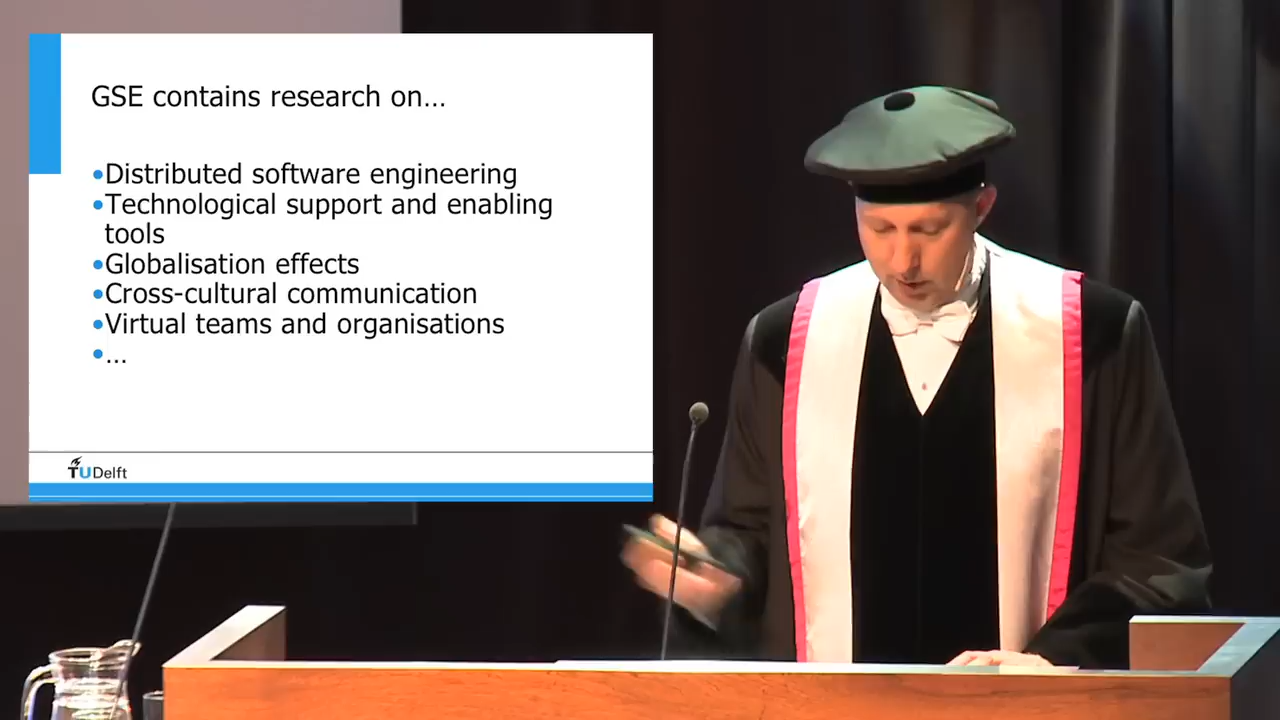 GSE contains research on…
•Distributed software engineering
•Technological support and enabling
tools
•Globalisation effects
•Cross-cultural communication
•Virtual teams and organisations
•…
TUDelft